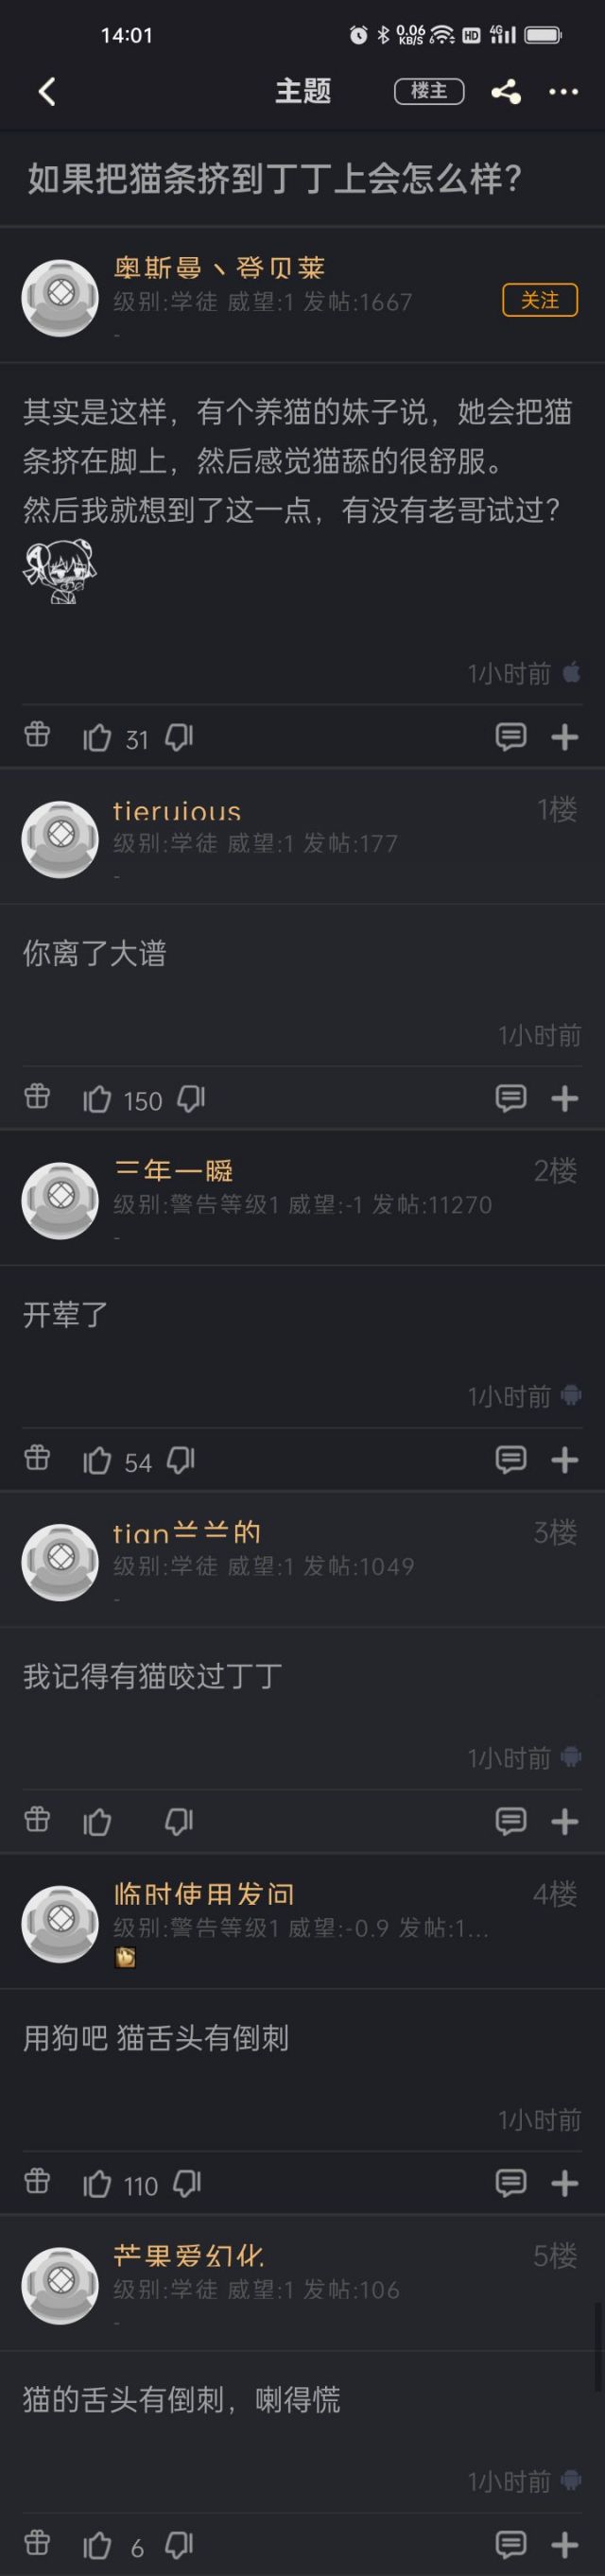 14:01
0.06 KB/S
HD
4G
主题
楼主
如果把猫条挤到丁丁上会怎么样？
奥斯曼丶登贝莱
级别:学徒 威望:1 发帖:1667
-
关注
其实是这样，有个养猫的妹子说，她会把猫
条挤在脚上，然后感觉猫舔的很舒服。
然后我就想到了这一点，有没有老哥试过？
1小时前
31
tieruious
1楼
级别:学徒 威望:1 发帖:177
-
你离了大谱
1小时前
150
三年一瞬
2楼
级别:警告等级1 威望:-1 发帖:11270
-
开荤了
1小时前
54
tian兰兰的
3楼
级别:学徒 威望:1 发帖:1049
-
我记得有猫咬过丁丁
1小时前
临时使用发问
4楼
级别:警告等级1 威望:-0.9 发帖:1...
用狗吧 猫舌头有倒刺
1小时前
110
芒果爱幻化
5楼
级别:学徒 威望:1 发帖:106
-
猫的舌头有倒刺，喇得慌
1小时前
6